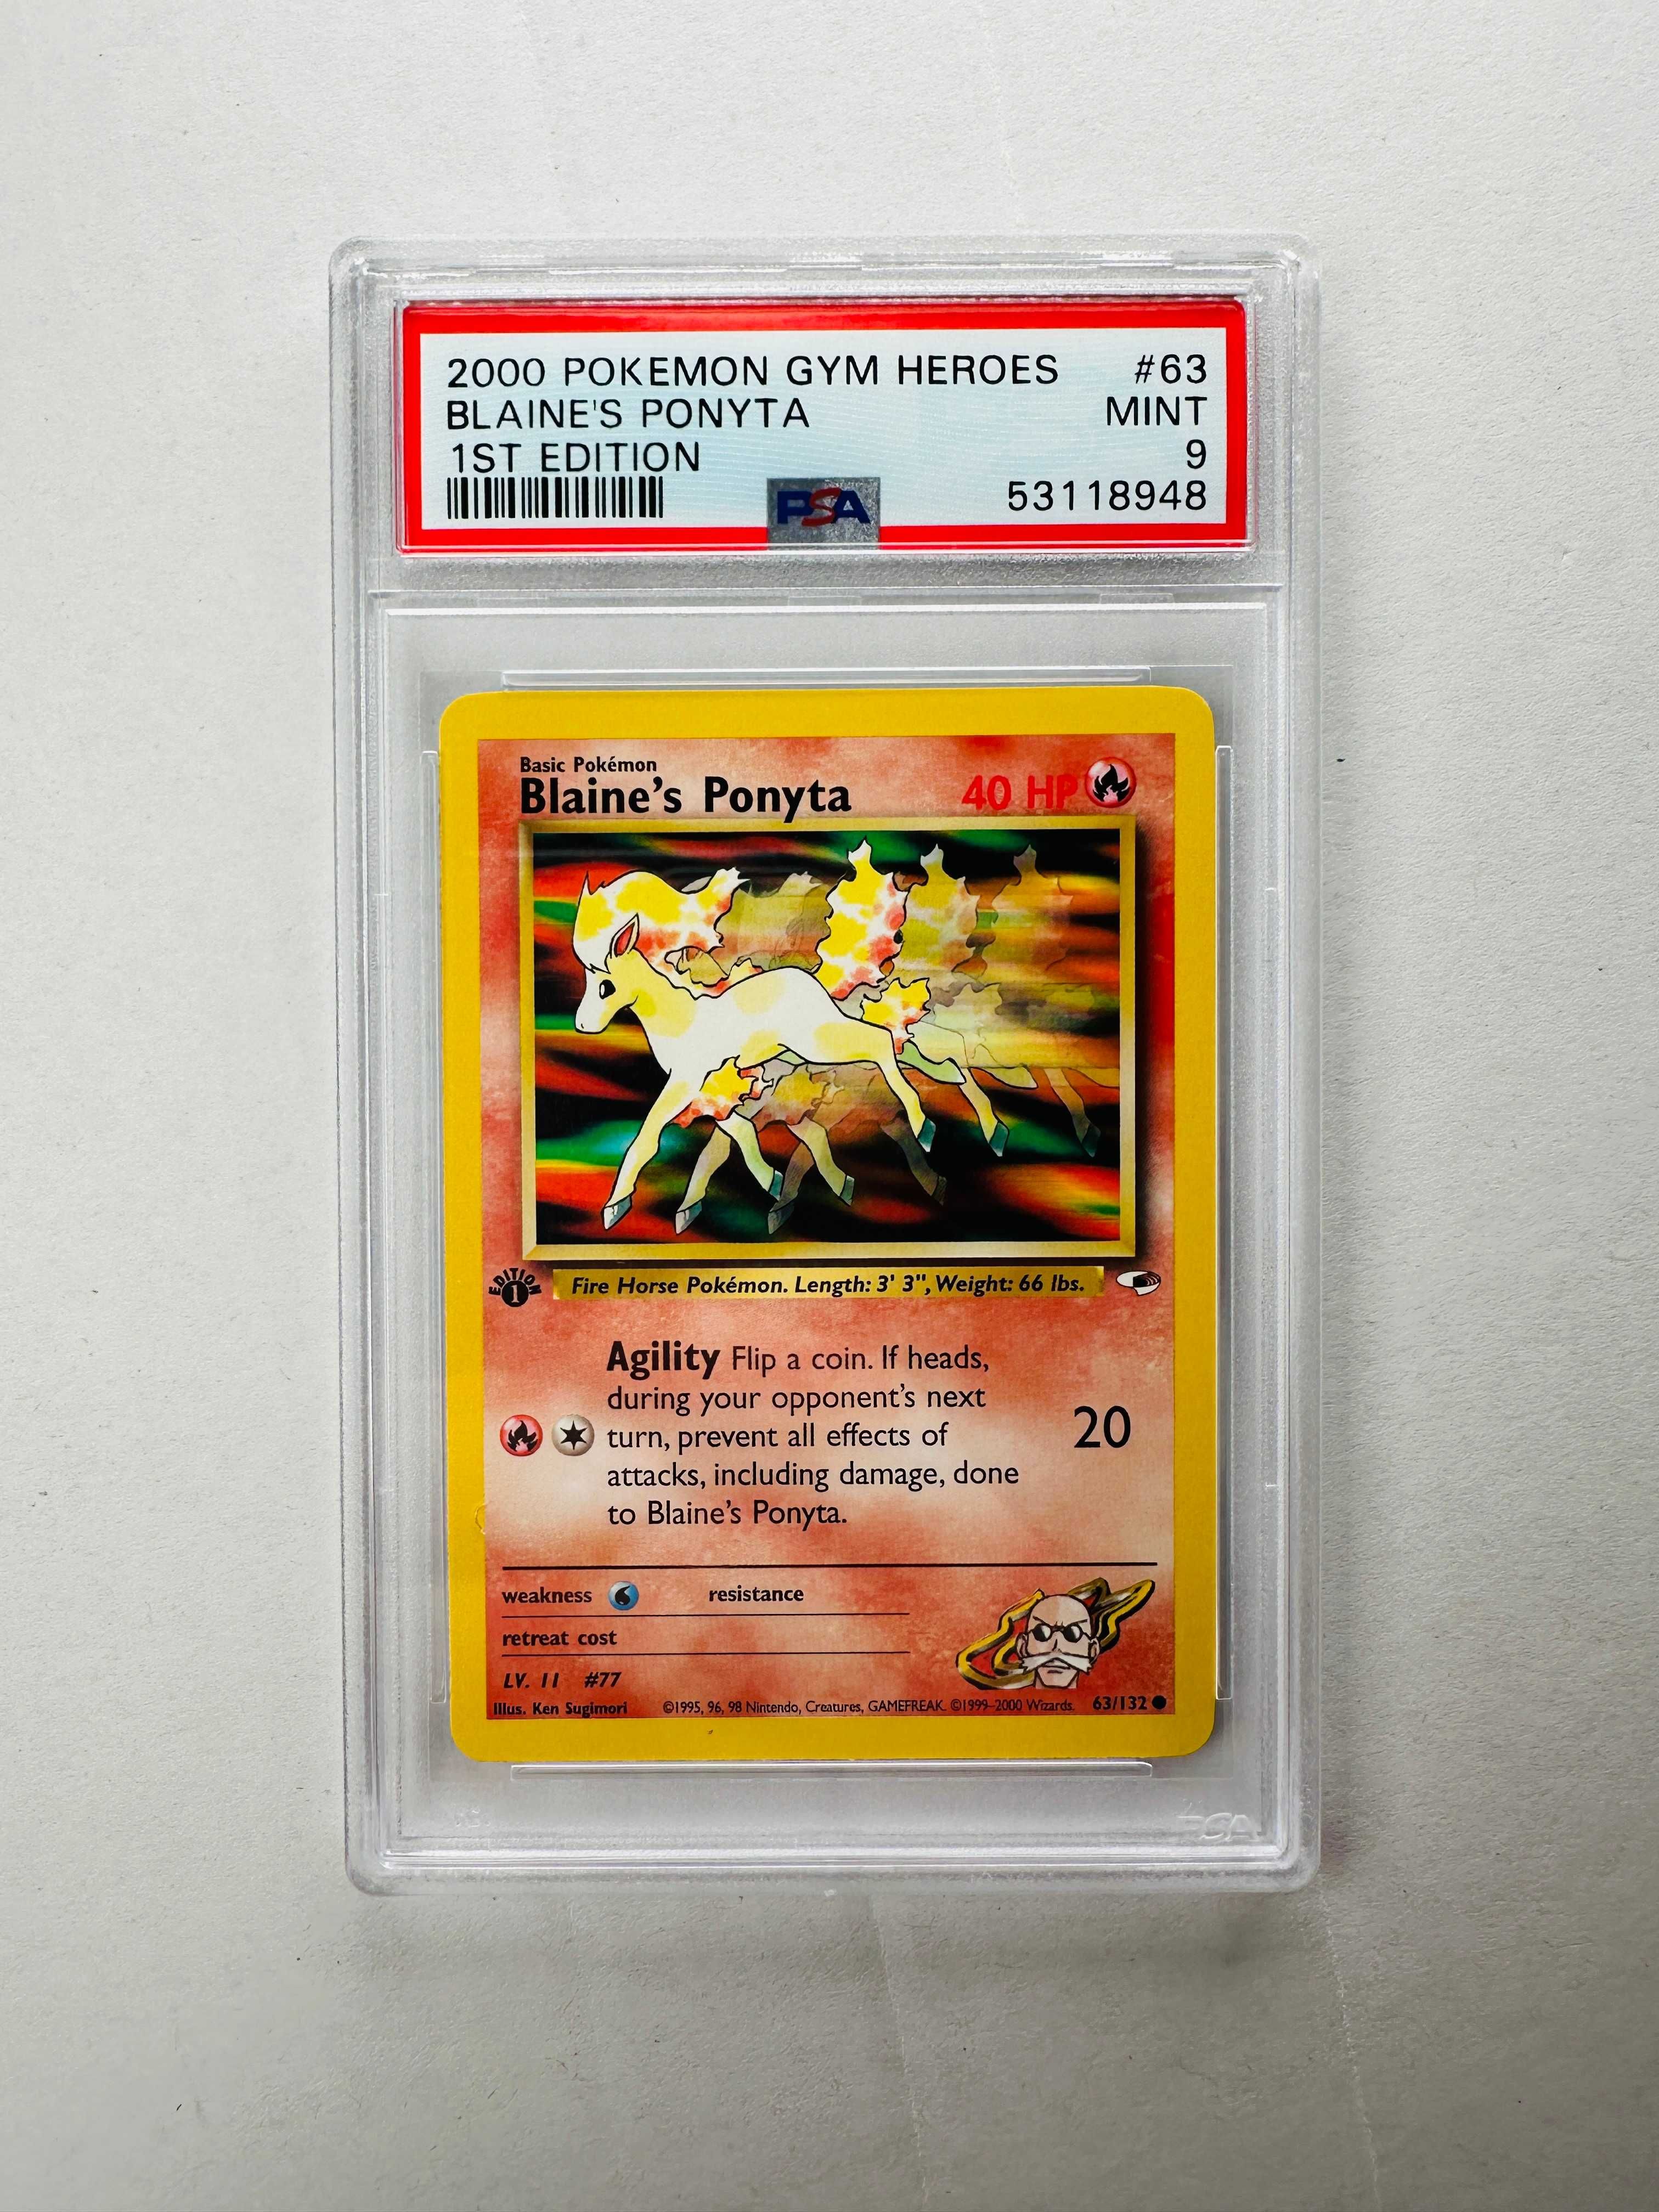 2000 POKEMON GYM HEROES #63
BLAINE'S PONYTA MINT
1ST EDITION 9
PSA 53118948
Basic Pokémon
Blaine's Ponyta 40 HP
EDITION 1
Fire Horse Pokémon. Length: 3' 3", Weight: 66 lbs.
Agility Flip a coin. If heads,
during your opponent's next
turn, prevent all effects of
attacks, including damage, done
to Blaine's Ponyta.
20
weakness resistance
retreat cost
LV. 11 #77
Illus. Ken Sugimori ©1995, 96, 98 Nintendo, Creatures, GAMEFREAK. ©1999–2000 Wizards. 63/132